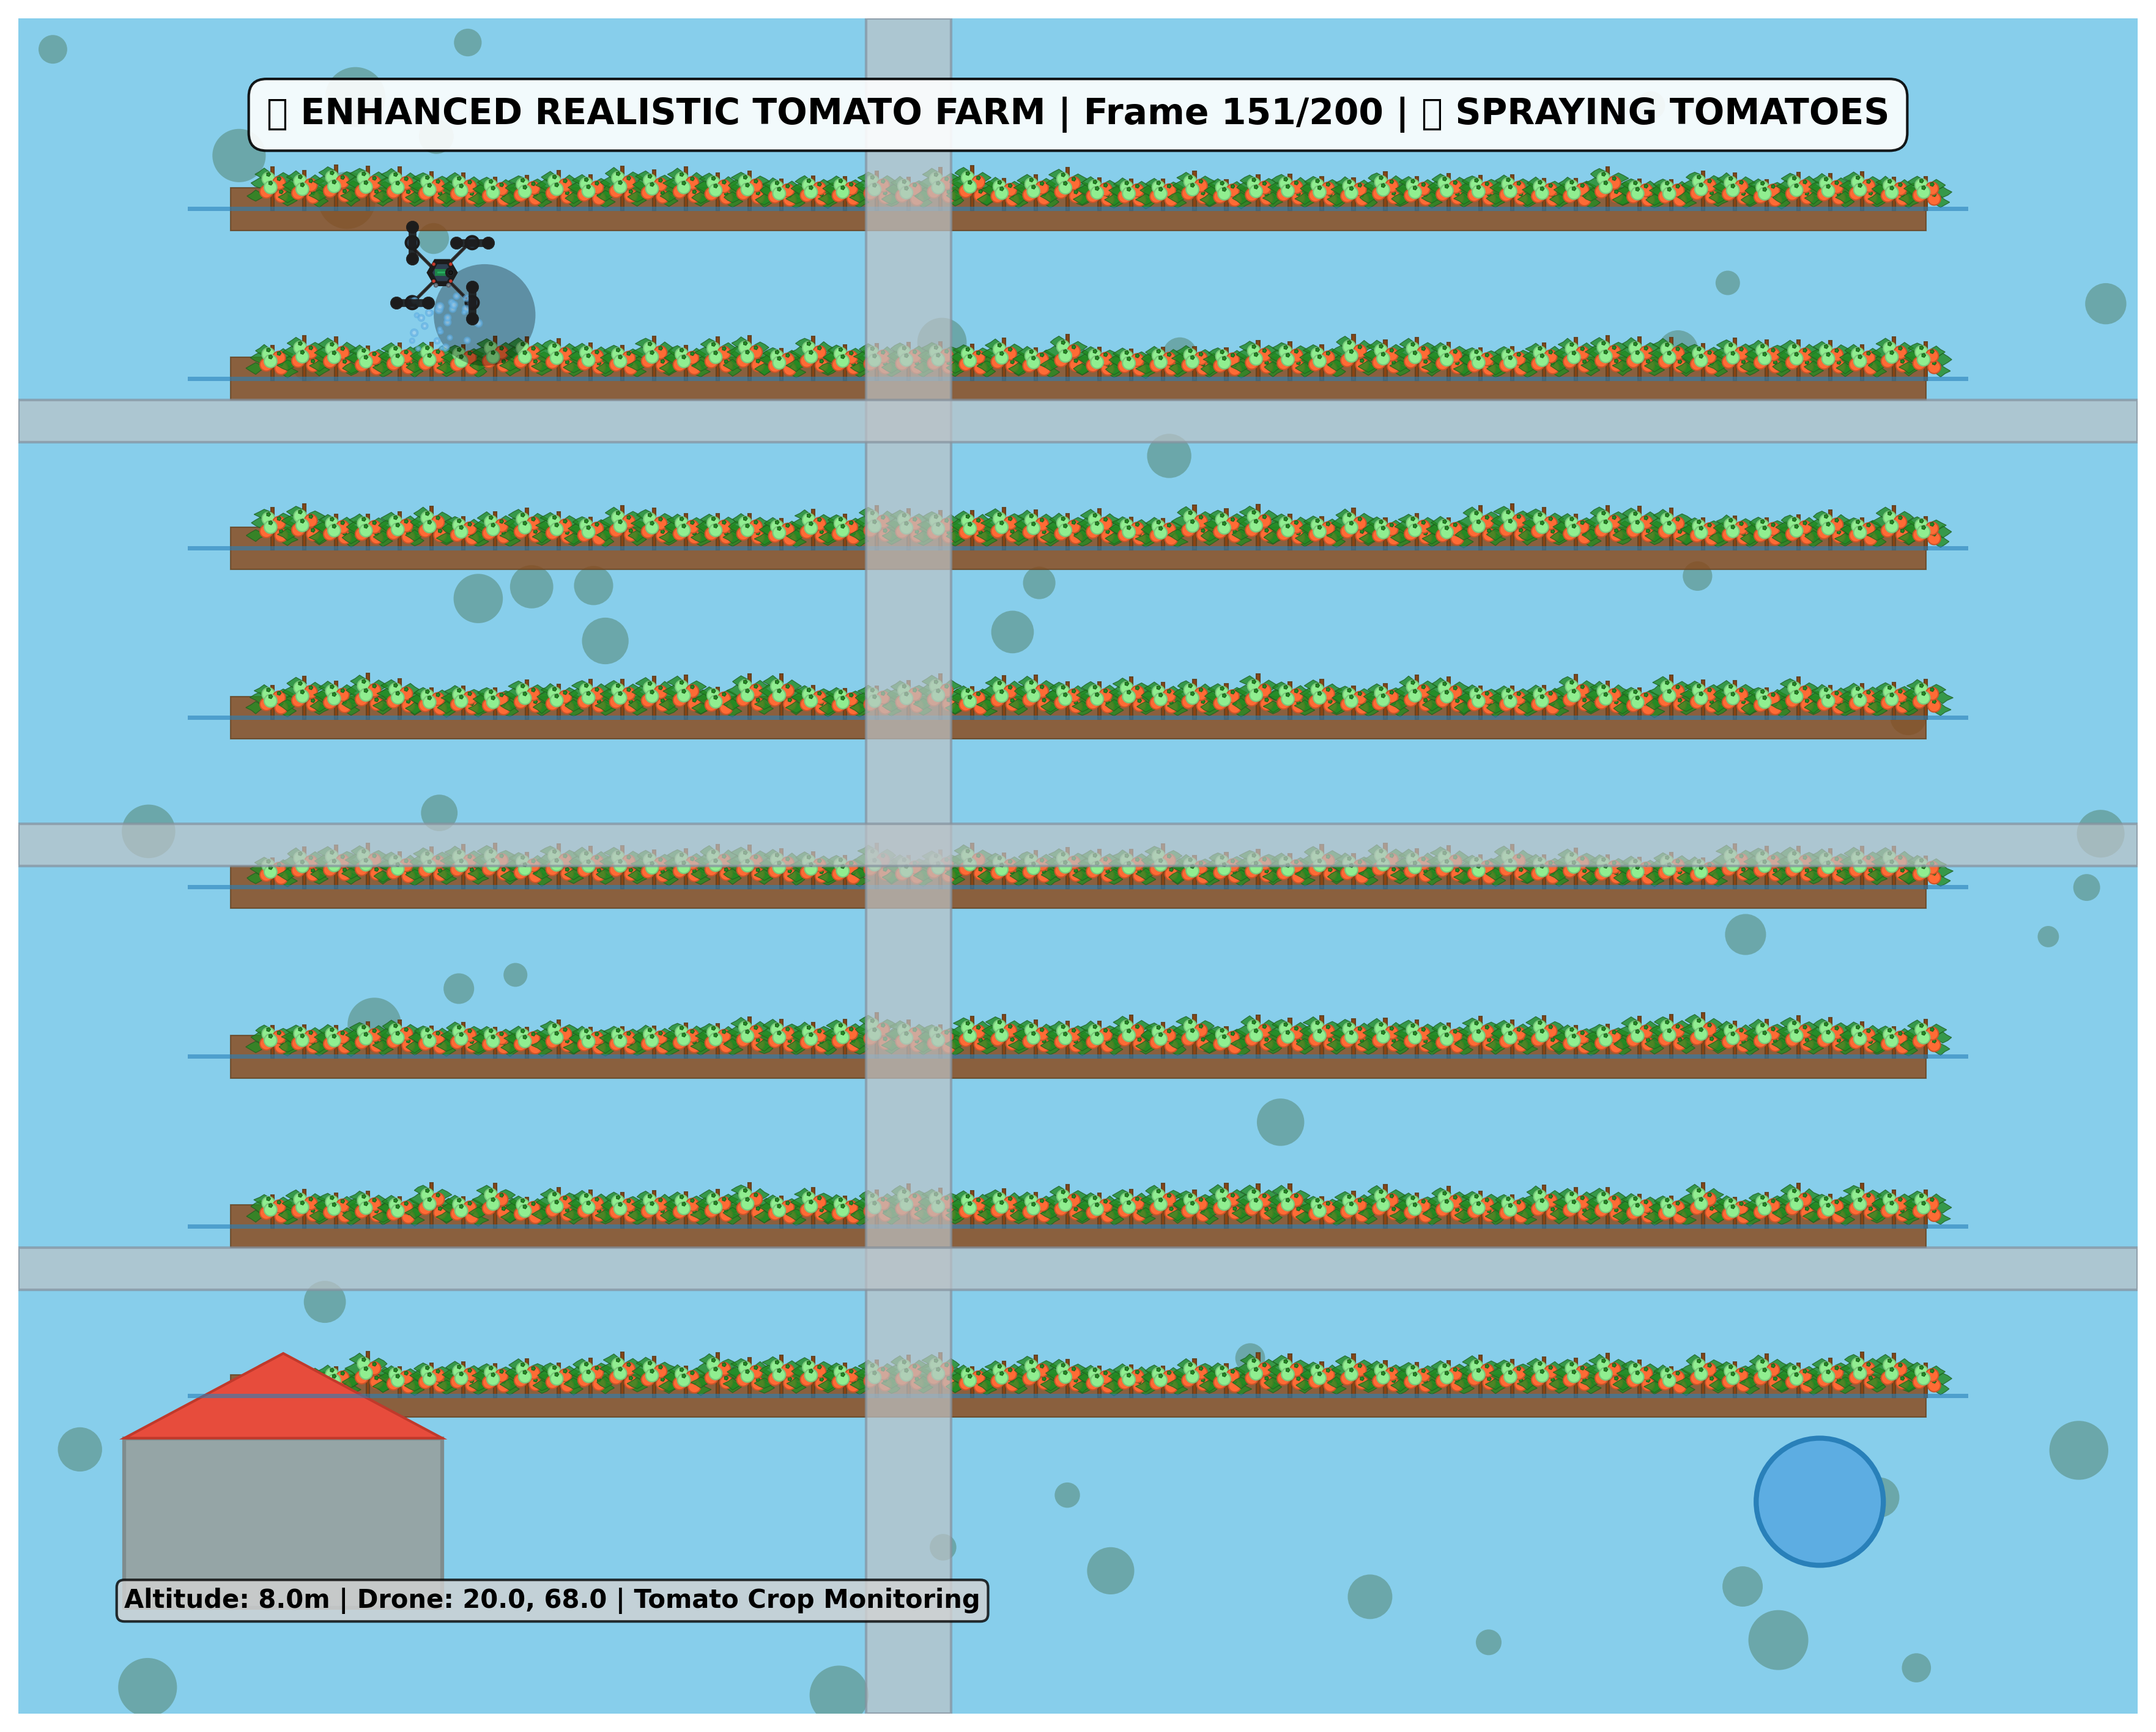 ▯ ENHANCED REALISTIC TOMATO FARM | Frame 151/200 | ▯ SPRAYING TOMATOES
Altitude: 8.0m | Drone: 20.0, 68.0 | Tomato Crop Monitoring